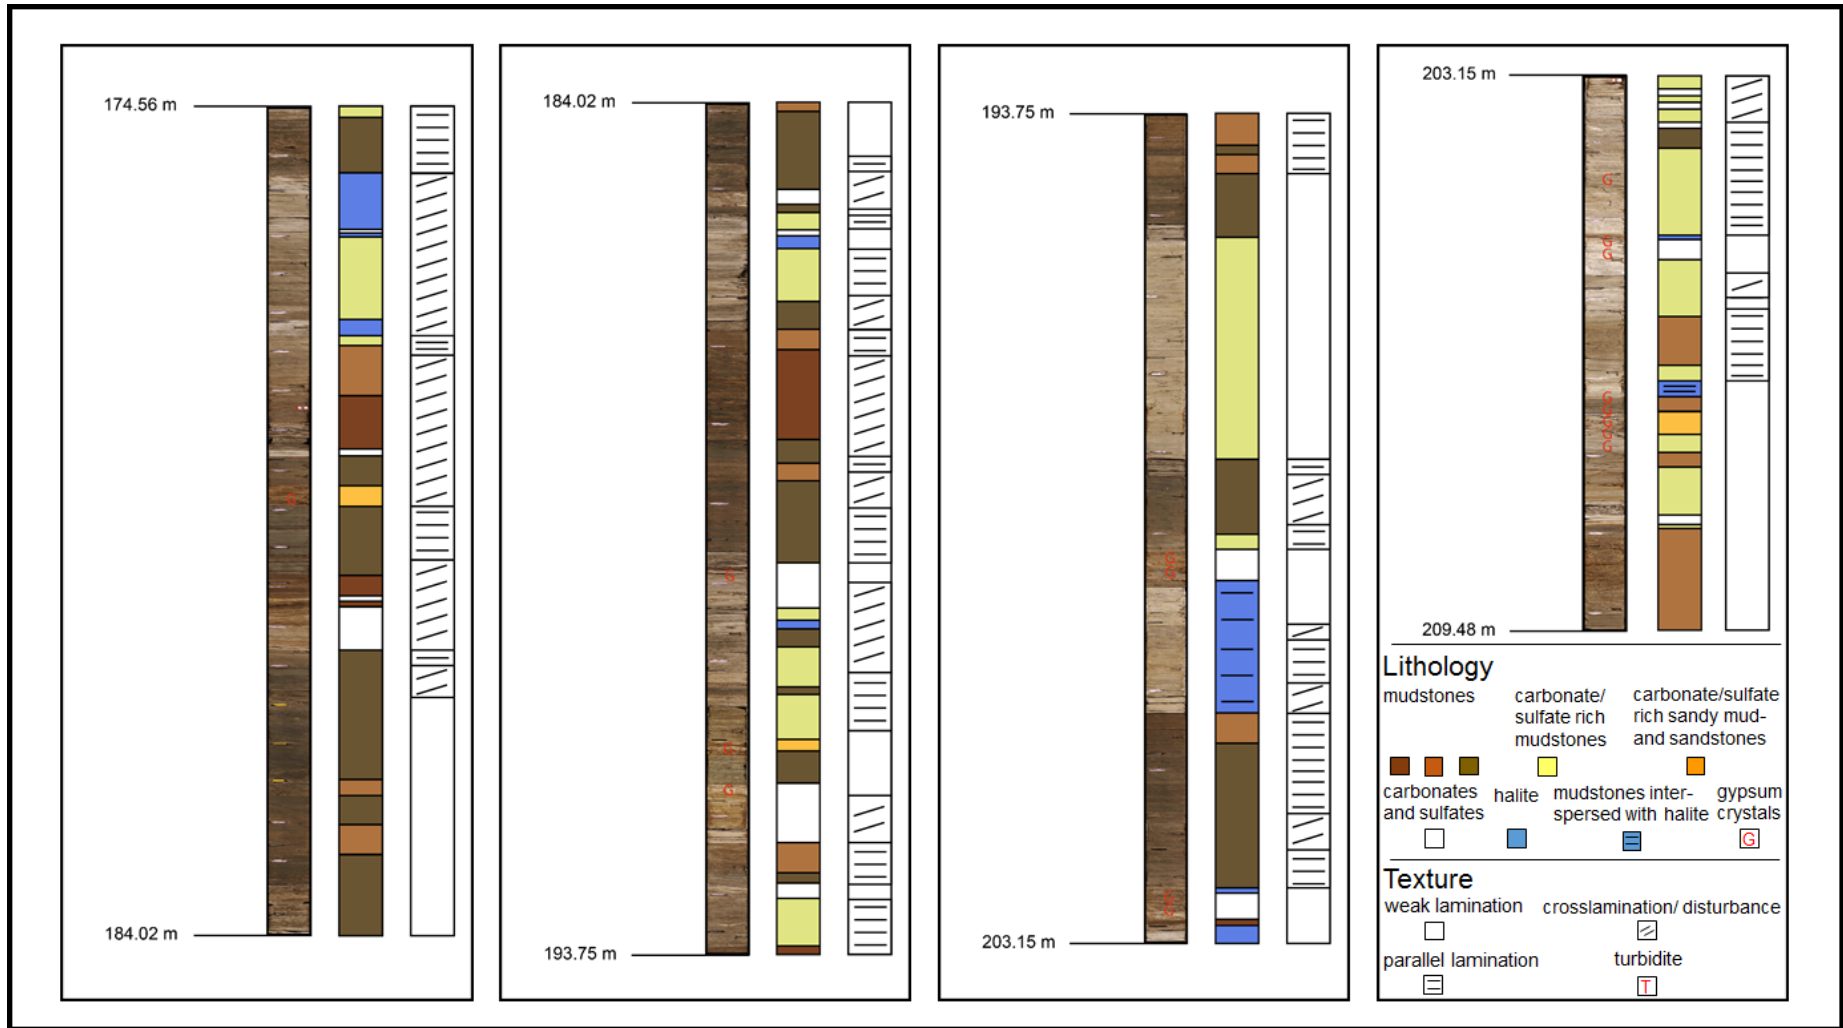 174.56 m
G
184.02 m
184.02 m
G
G
G
193.75 m
193.75 m
G
G
G
G
203.15 m
203.15 m
G
G
G
G
G
G
G
G
209.48 m
Lithology
mudstones
carbonate/
sulfate rich
mudstones
carbonate/sulfate
rich sandy mud-
and sandstones
carbonates
and sulfates
halite
mudstones inter-
spersed with halite
gypsum
crystals
G
Texture
weak lamination
crosslamination/ disturbance
parallel lamination
turbidite
T